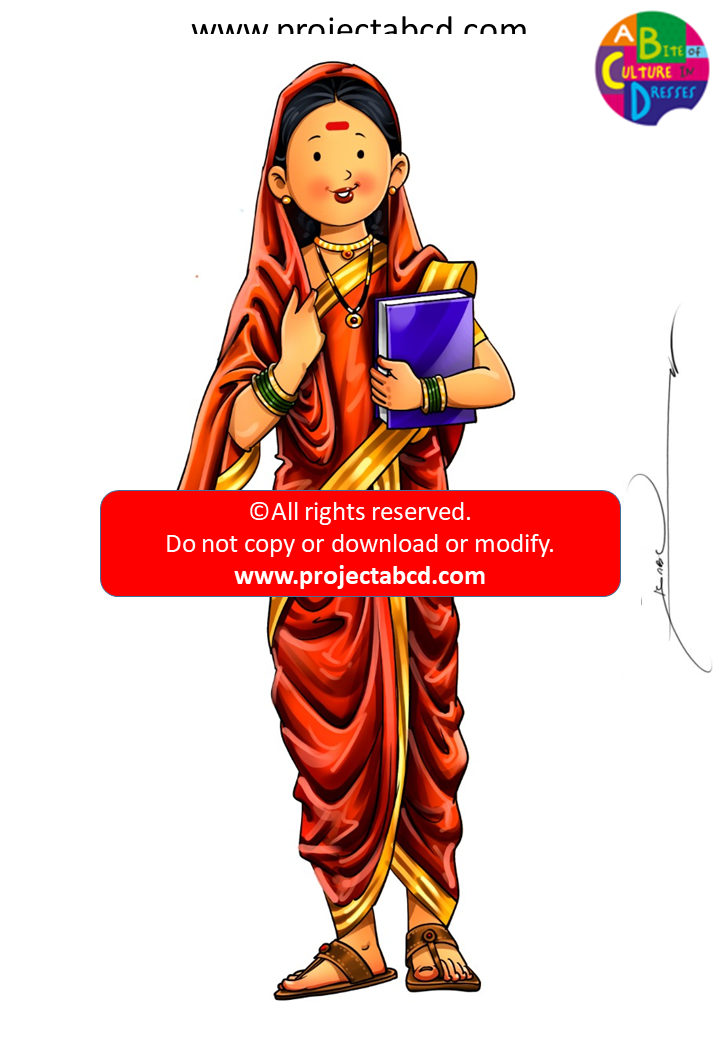 www.projectabcd.com
A
BITE OF
CULTURE IN
DRESSES
©All rights reserved.
Do not copy or download or modify.
www.projectabcd.com